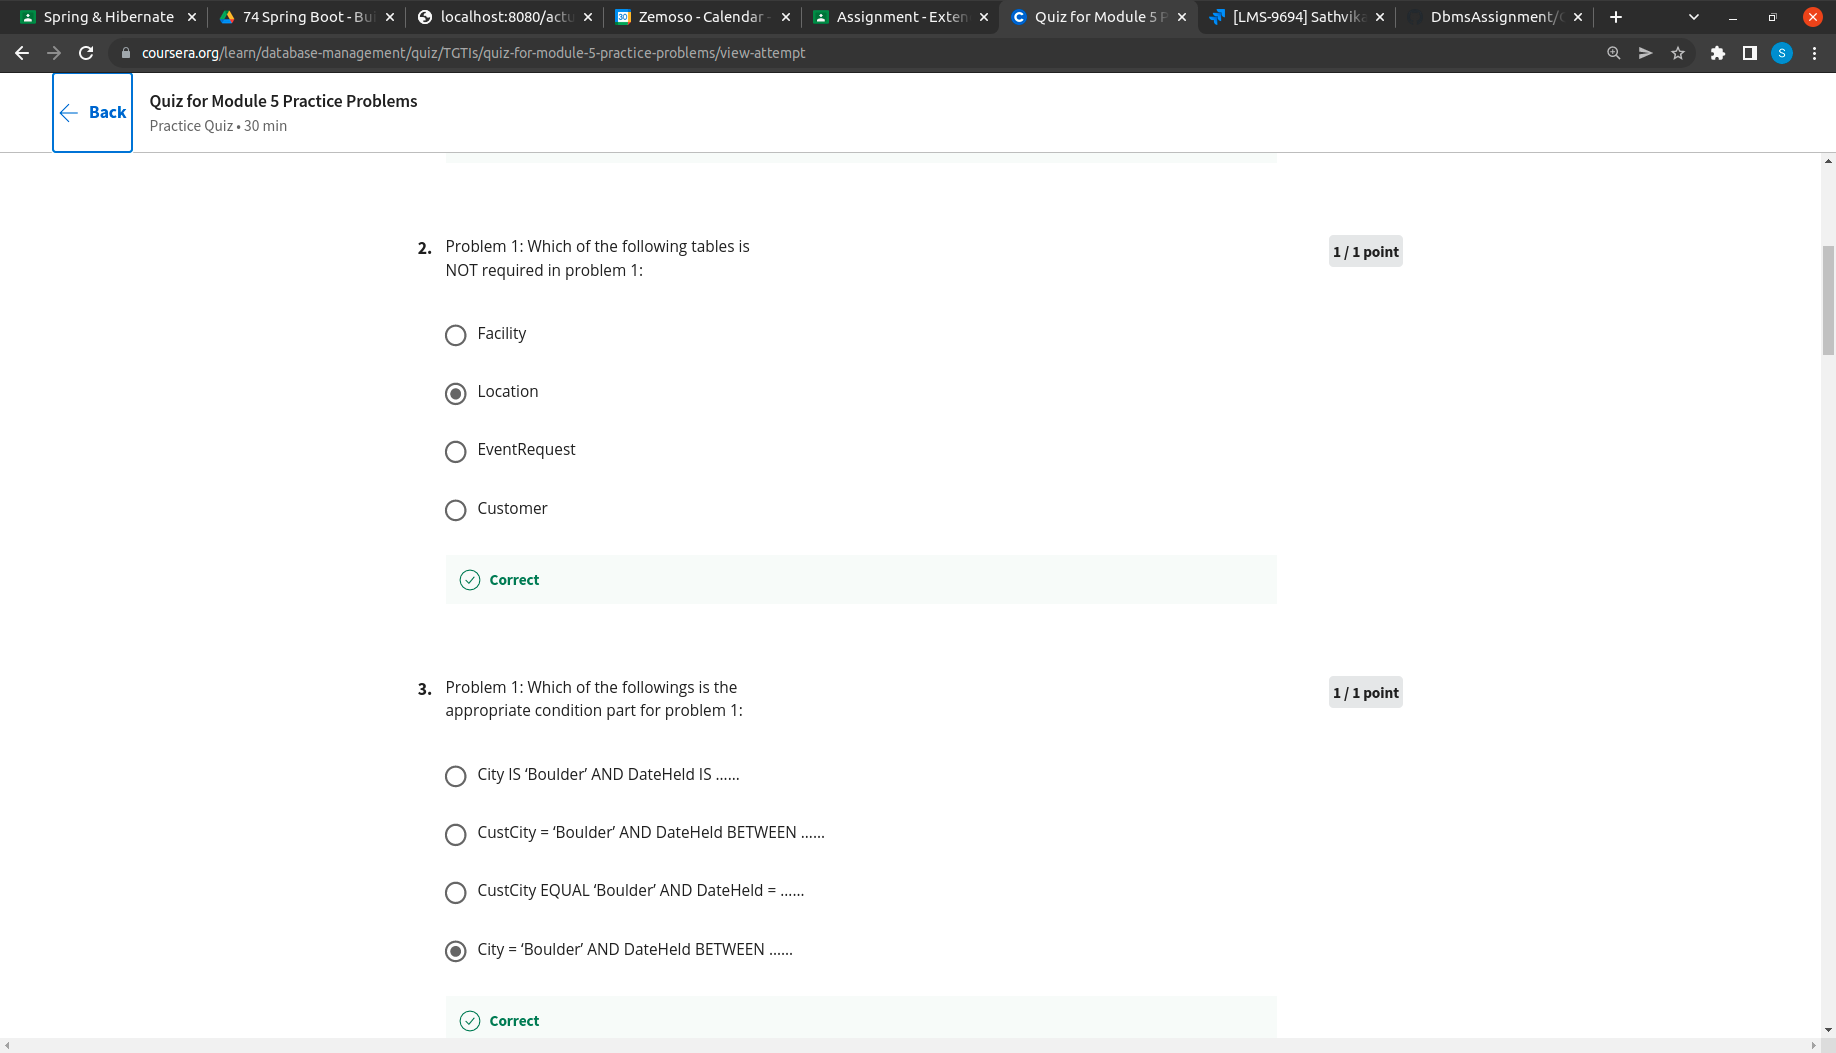 Spring & Hibernate
74 Spring Boot - Bui
localhost:8080/actu
Zemoso - Calendar -
Assignment - Exten
Quiz for Module 5 P
[LMS-9694] Sathvika
DbmsAssignment/
coursera.org/learn/database-management/quiz/TGTIs/quiz-for-module-5-practice-problems/view-attempt
S
Back
Quiz for Module 5 Practice Problems
Practice Quiz • 30 min
2. Problem 1: Which of the following tables is
NOT required in problem 1:
1 / 1 point
Facility
Location
EventRequest
Customer
Correct
3. Problem 1: Which of the followings is the
appropriate condition part for problem 1:
1 / 1 point
City IS ‘Boulder’ AND DateHeld IS ……
CustCity = ‘Boulder’ AND DateHeld BETWEEN ……
CustCity EQUAL ‘Boulder’ AND DateHeld = ……
City = ‘Boulder’ AND DateHeld BETWEEN ……
Correct